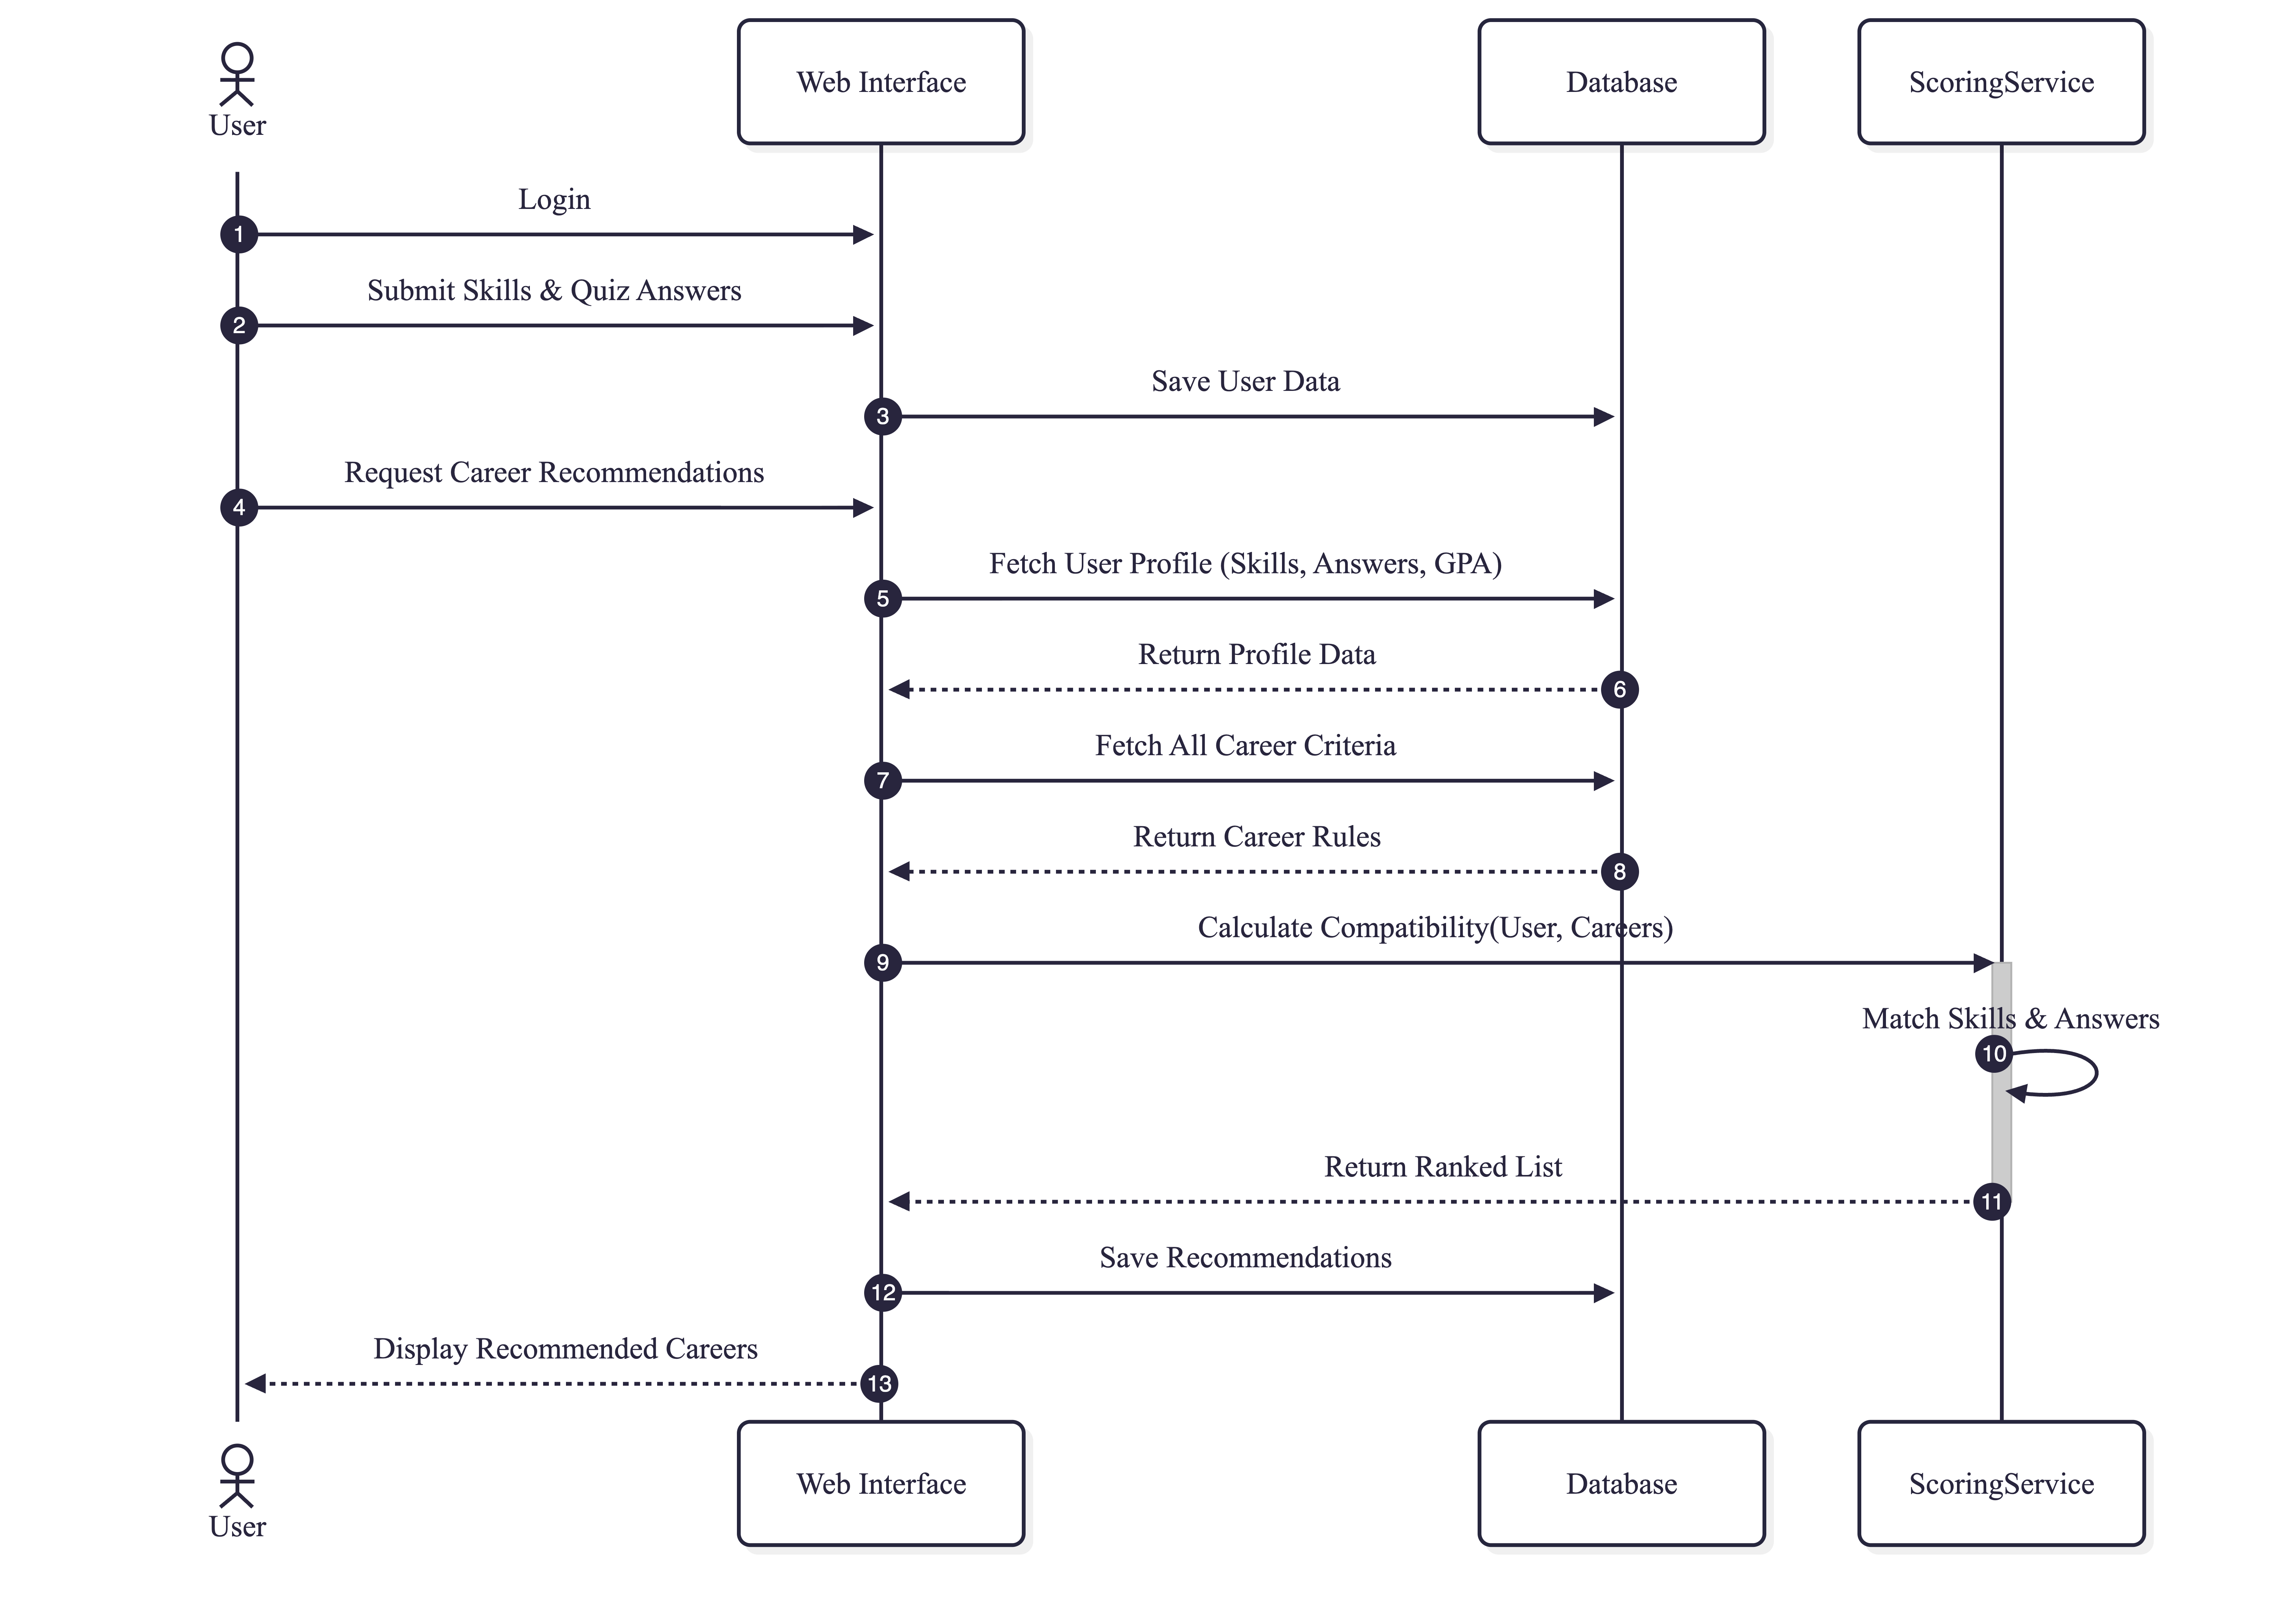 User
Web Interface
Database
ScoringService
Login
1
Submit Skills & Quiz Answers
2
Save User Data
3
Request Career Recommendations
4
Fetch User Profile (Skills, Answers, GPA)
5
Return Profile Data
6
Fetch All Career Criteria
7
Return Career Rules
8
Calculate Compatibility(User, Careers)
9
Match Skills & Answers
10
Return Ranked List
11
Save Recommendations
12
Display Recommended Careers
13
User
Web Interface
Database
ScoringService